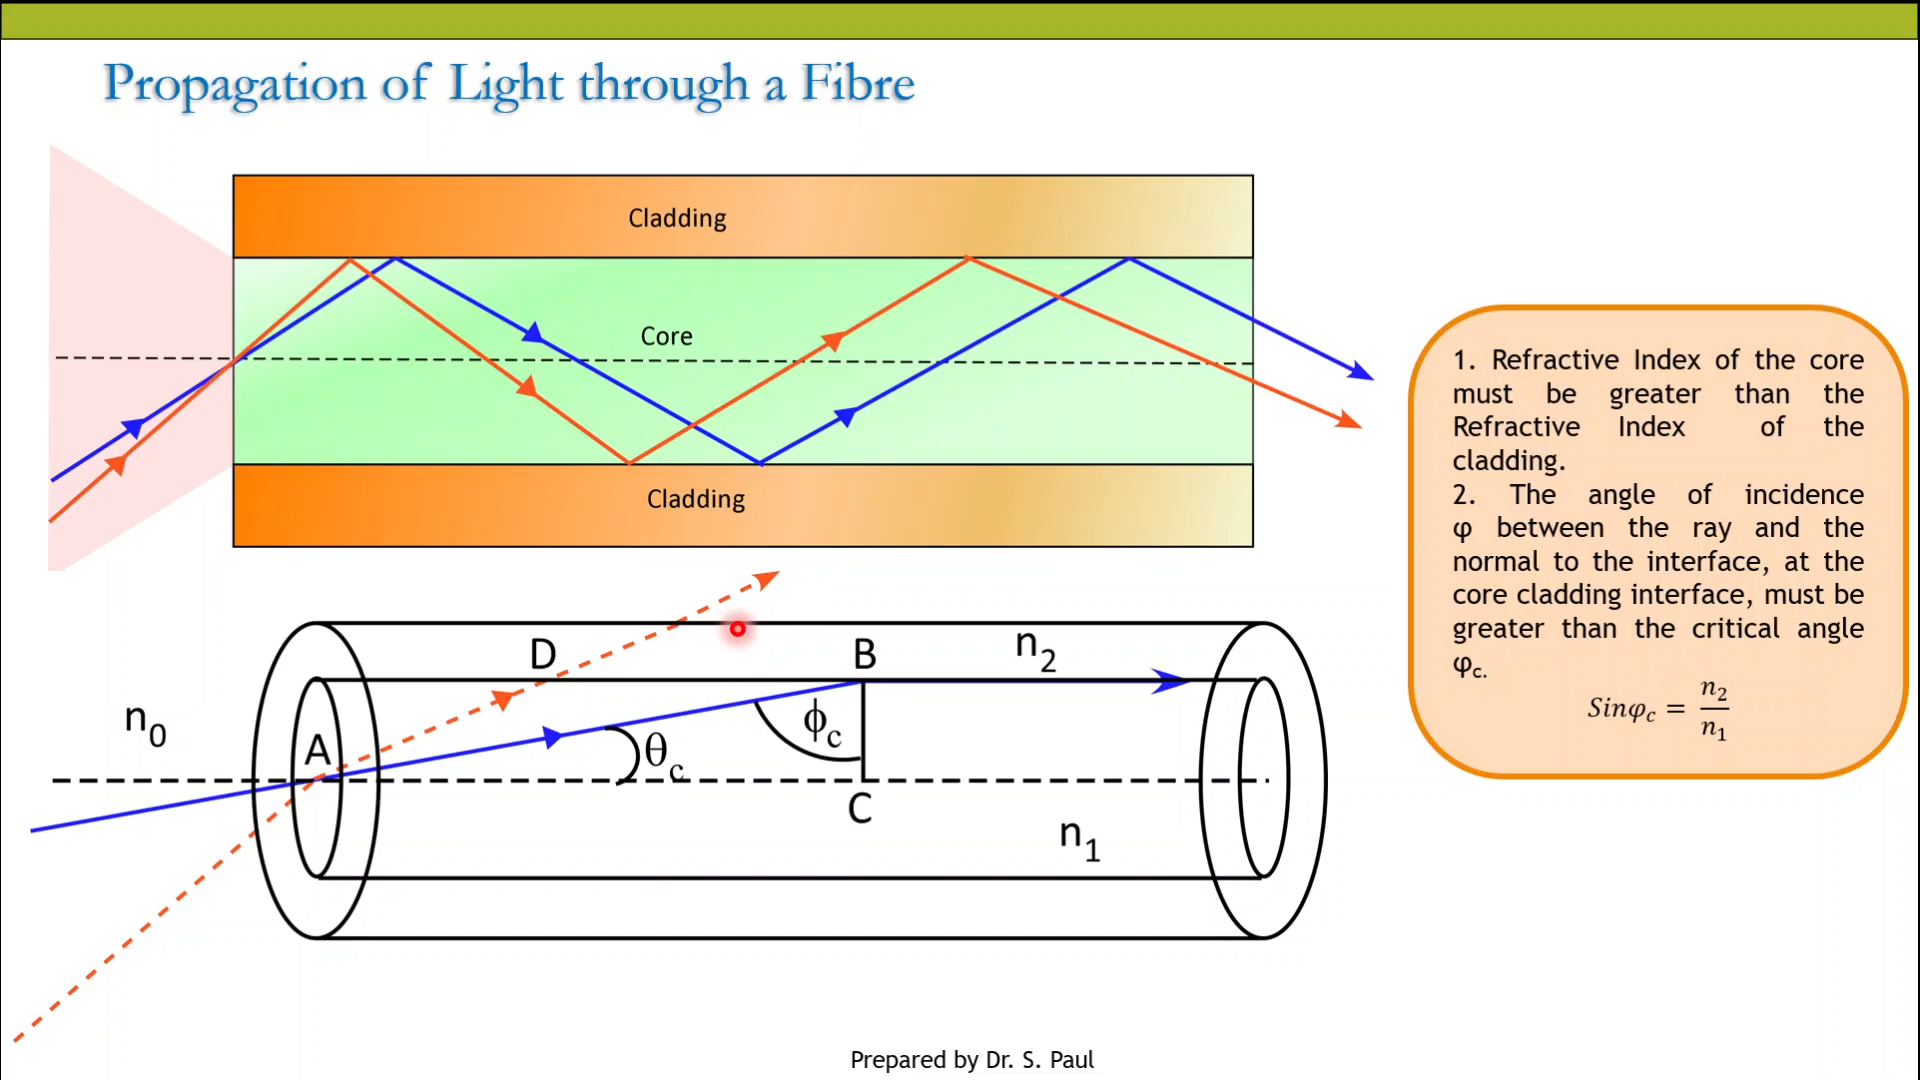 Propagation of Light through a Fibre
Cladding
Core
Cladding
1. Refractive Index of the core
must be greater than the
Refractive Index of the
cladding.
2. The angle of incidence
φ between the ray and the
normal to the interface, at the
core cladding interface, must be
greater than the critical angle
φc.
Sinφc = n2/n1
D
B
n2
n0
A
θc
ϕc
C
n1
Prepared by Dr. S. Paul